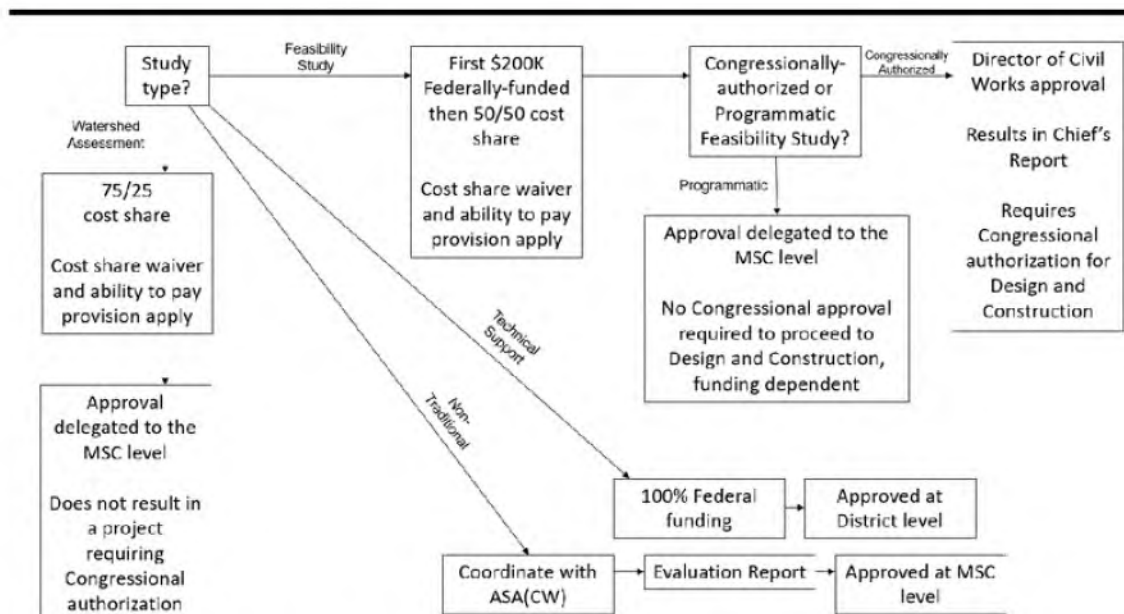 Study
type?
Feasibility
Study
First $200K
Federally-funded
then 50/50 cost
share
Cost share waiver
and ability to pay
provision apply
Congressionally-
authorized or
Programmatic
Feasibility Study?
Congressionally
Authorized
Director of Civil
Works approval
Results in Chief's
Report
Requires
Congressional
authorization for
Design and
Construction
Watershed
Assessment
75/25
cost share
Cost share waiver
and ability to pay
provision apply
Approval
delegated to the
MSC level
Does not result in
a project
requiring
Congressional
authorization
Programmatic
Approval delegated to the
MSC level
No Congressional approval
required to proceed to
Design and Construction,
funding dependent
Technical
Support
100% Federal
funding
Approved at
District level
Non-
Traditional
Coordinate with
ASA(CW)
Evaluation Report
Approved at MSC
level